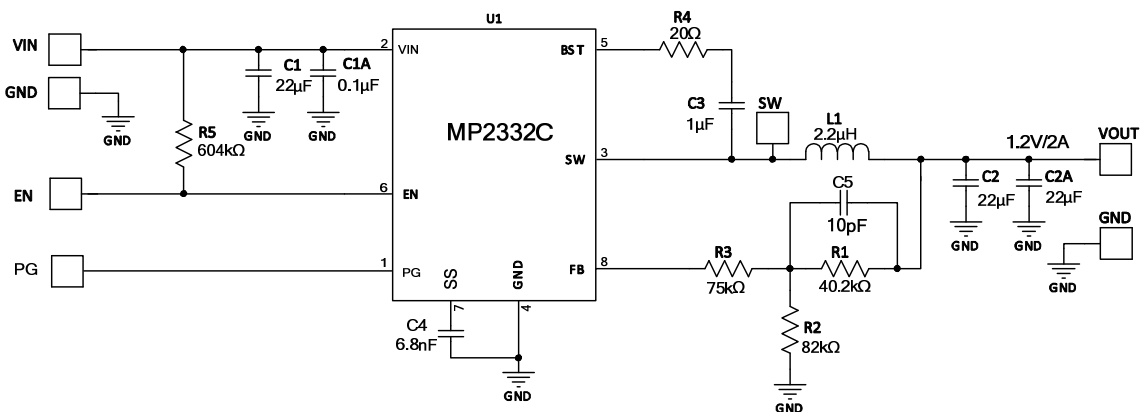 U1
VIN
2
VIN
C1
22µF
C1A
0.1µF
GND
GND
GND
GND
R5
604kΩ
EN
6
EN
PG
1
PG
MP2332C
BST
5
R4
20Ω
C3
1µF
SW
L1
2.2µH
SW
3
1.2V/2A
VOUT
C2
22µF
C2A
22µF
GND
GND
C5
10pF
FB
8
R3
75kΩ
R1
40.2kΩ
GND
GND
R2
82kΩ
GND
SS
7
GND
4
C4
6.8nF
GND